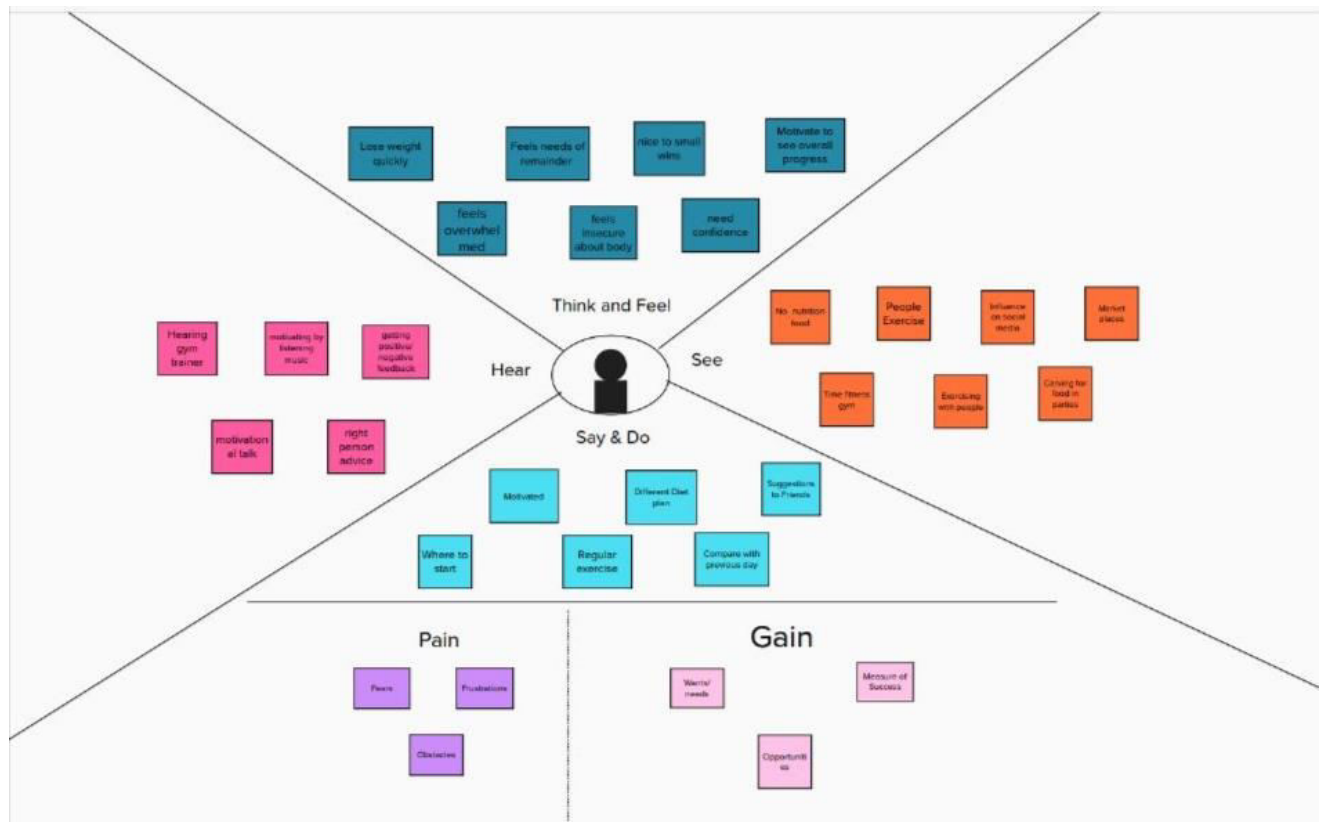 Lose weight
quickly
Feels needs of
remainder
nice to small
wins
Motivate to
see overall
progress
feels
overwhel
med
feels
insecure
about body
need
confidence
Think and Feel
Hearing
gym
trainer
motivating by
listening
music
getting
positive/
negative
feedback
motivation
al talk
right
person
advice
Hear
See
No nutrition
food
People
Exercise
Influence
on social
media
Market
places
Time fitness
gym
Exercising
with people
food in
parties
Say & Do
Motivated
Different Diet
plan
Suggestions
to Friends
Where to
start
Regular
exercise
Compare with
previous day
Pain
Fears
Frustrations
Obstacles
Gain
Wants/
needs
Measure of
Success
Opportuniti
es